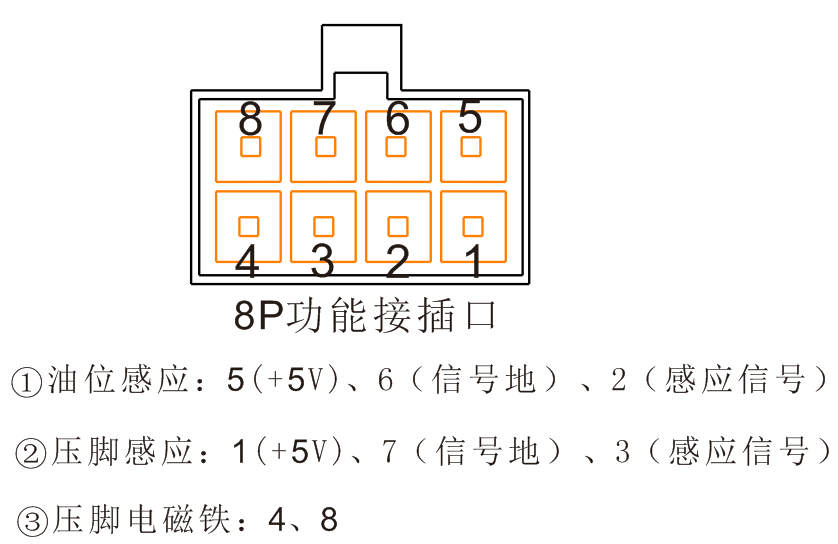 8 7 6 5
4 3 2 1
8P功能接插口
①油位感应：5(+5V)、6（信号地）、2（感应信号）
②压脚感应：1(+5V)、7（信号地）、3（感应信号）
③压脚电磁铁：4、8